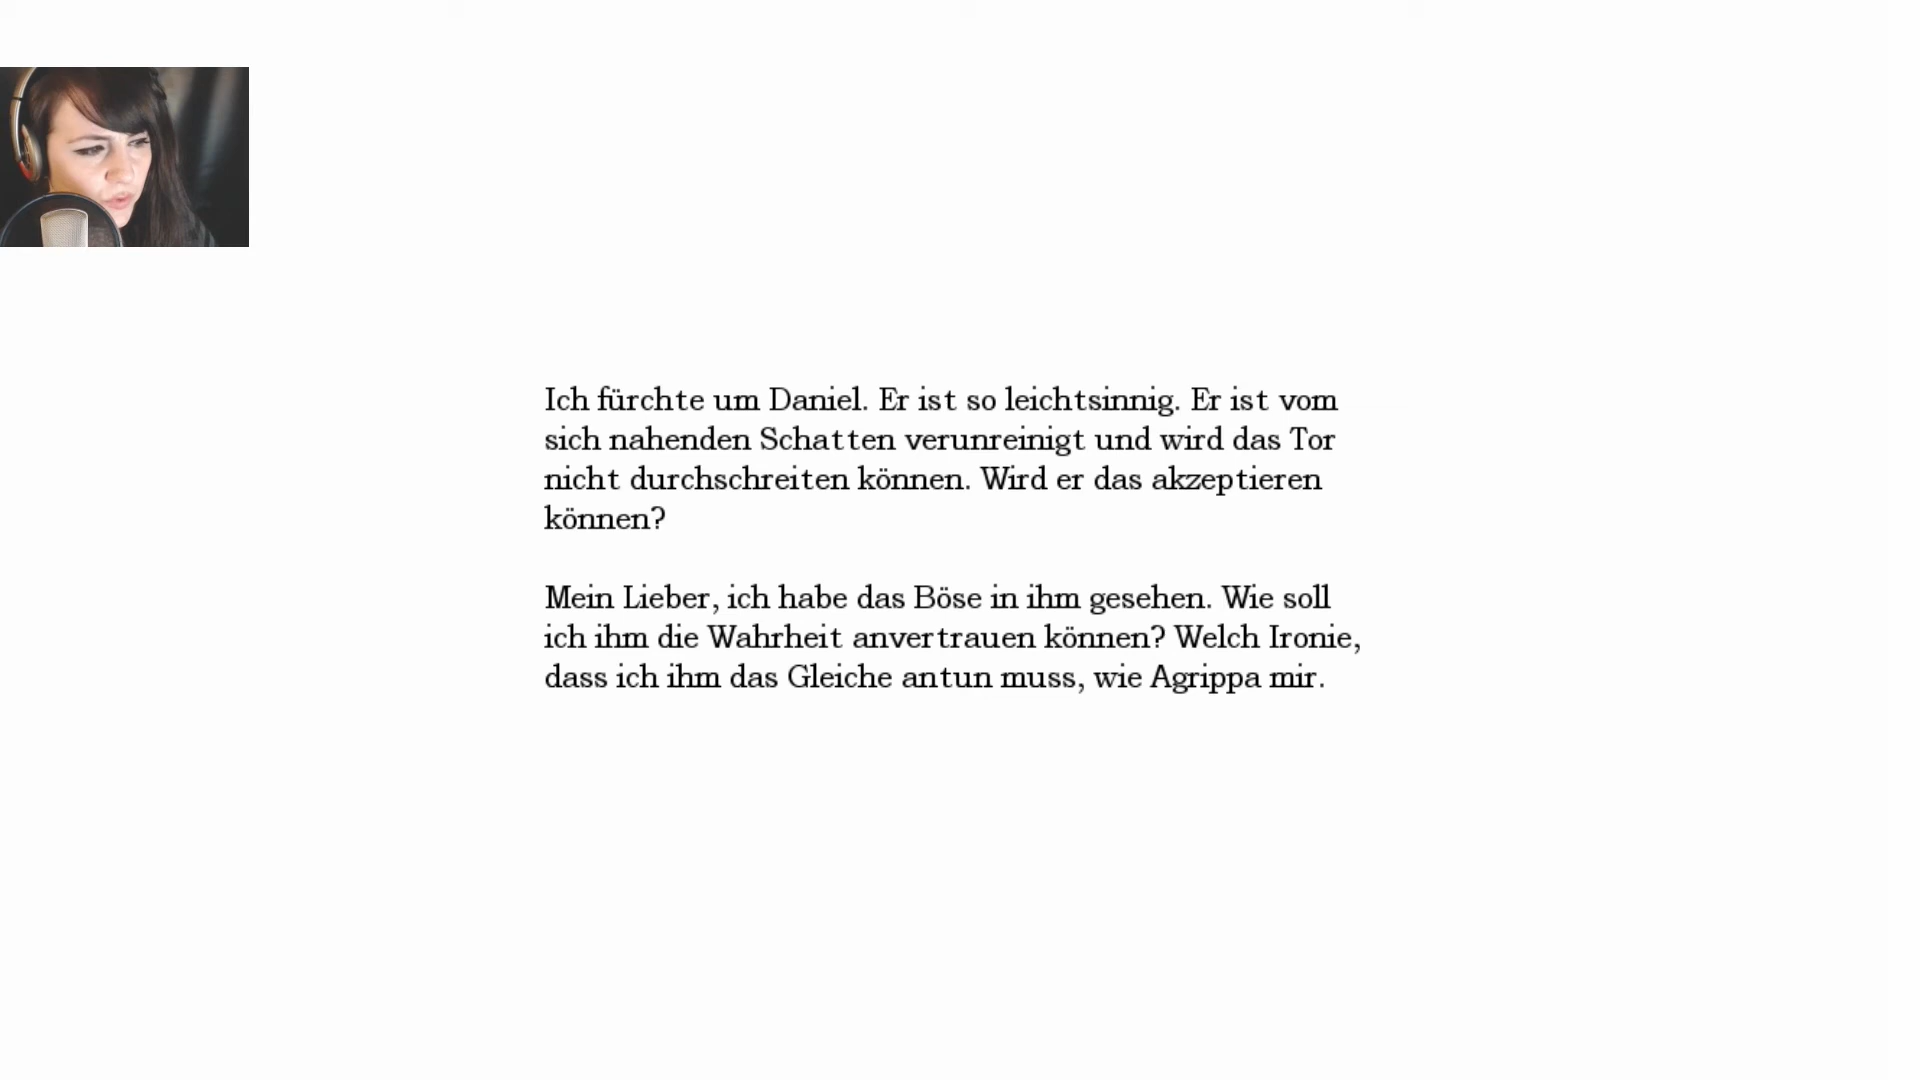 Ich fürchte um Daniel. Er ist so leichtsinnig. Er ist vom
sich nahenden Schatten verunreinigt und wird das Tor
nicht durchschreiten können. Wird er das akzeptieren
können?
Mein Lieber, ich habe das Böse in ihm gesehen. Wie soll
ich ihm die Wahrheit anvertrauen können? Welch Ironie,
dass ich ihm das Gleiche antun muss, wie Agrippa mir.